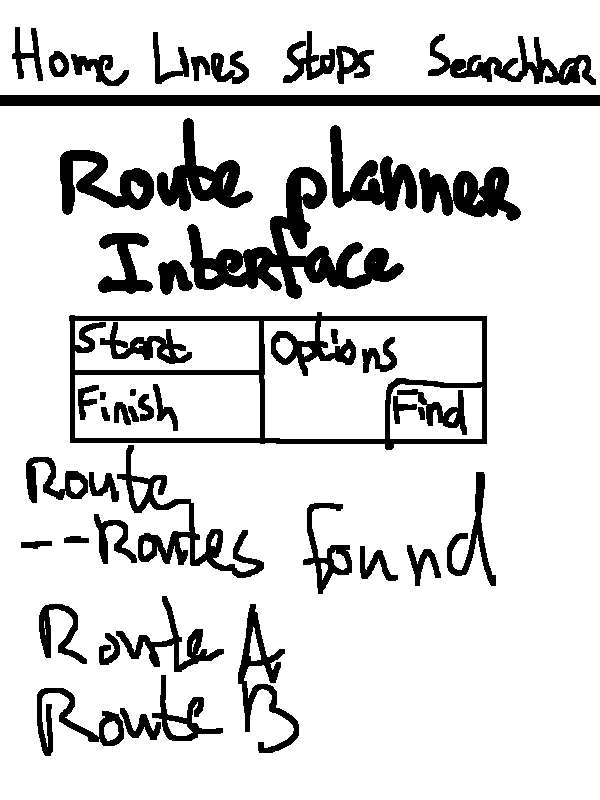 Home Lines Stops Searchbar
Route planner
Interface
Start Options
Finish Find
Route
--Routes found
Route A
Route B